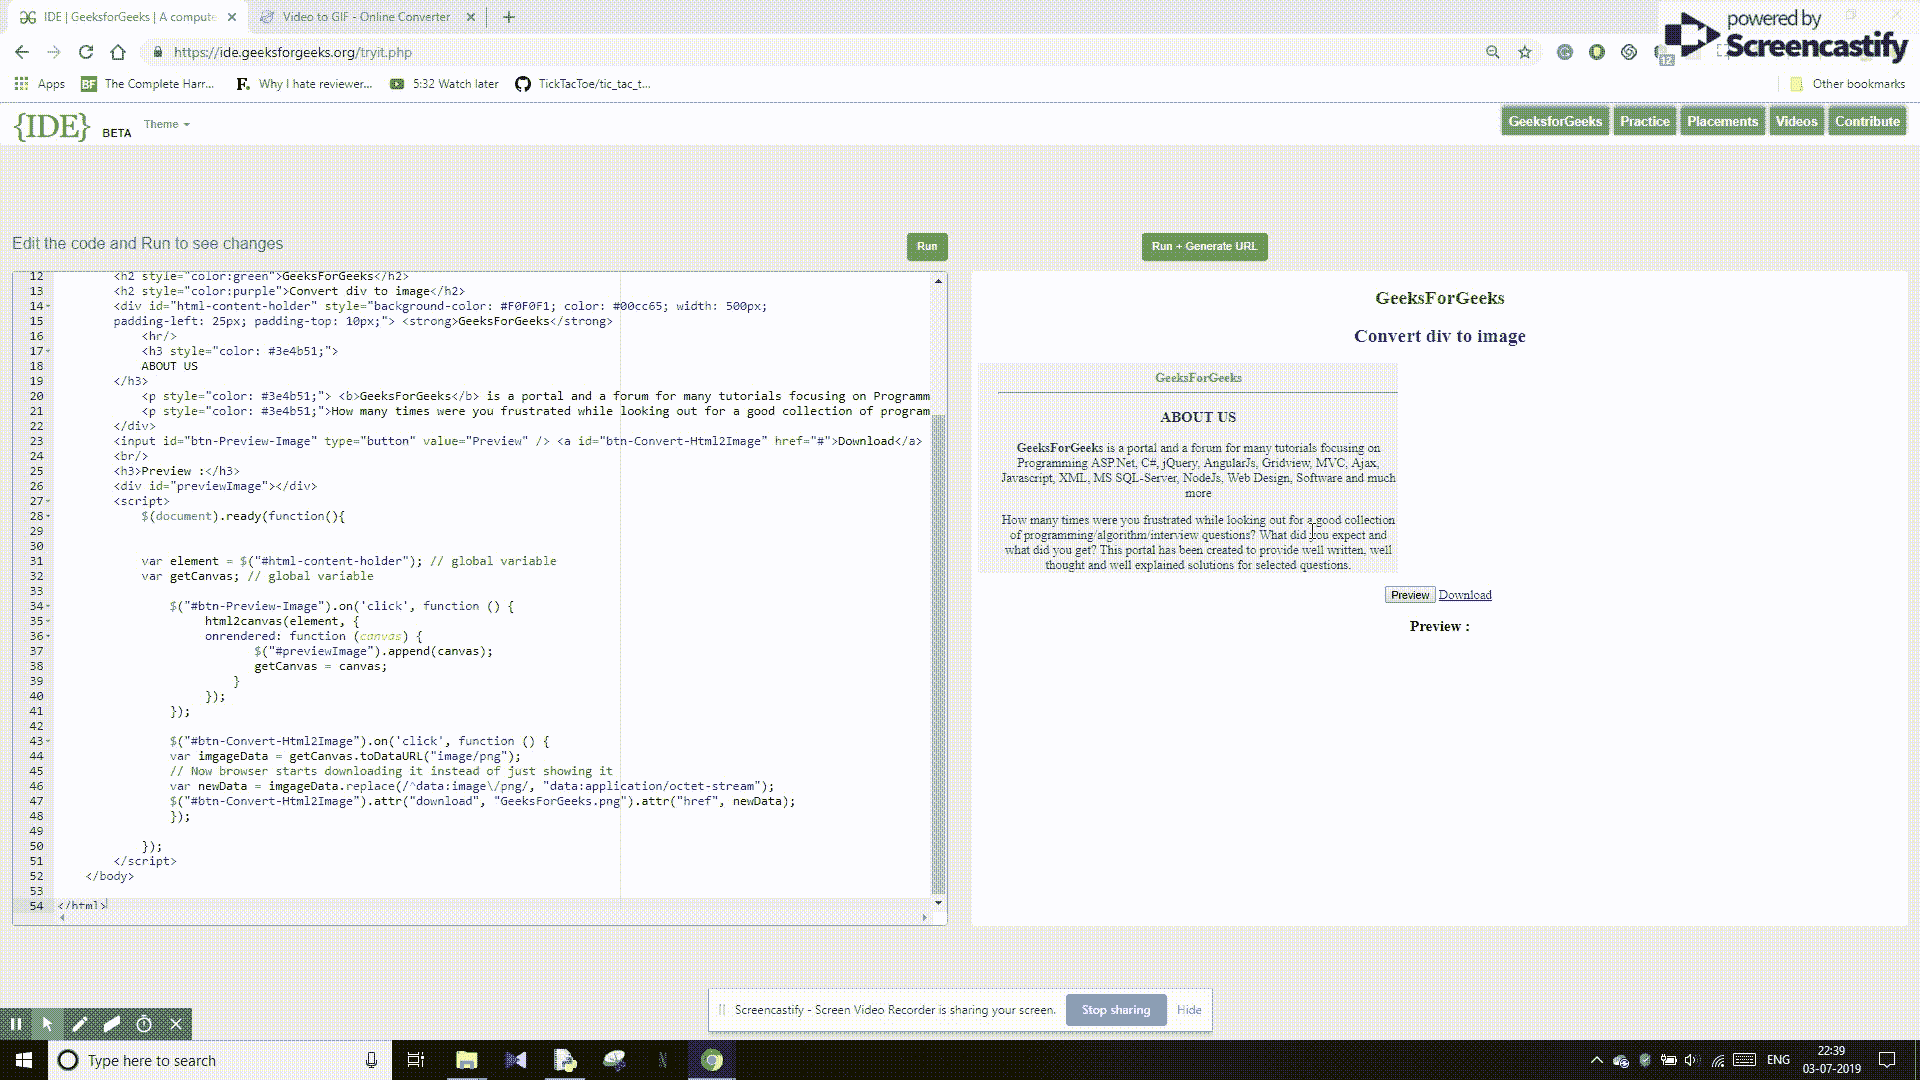 IDE | GeeksforGeeks | A compute
Video to GIF - Online Converter
powered by
Screencastify
https://ide.geeksforgeeks.org/tryit.php
12
Apps
BF The Complete Harr...
F. Why I hate reviewer...
5:32 Watch later
TickTacToe/tic_tac_t...
Other bookmarks
{IDE} BETA
Theme
GeeksforGeeks
Practice
Placements
Videos
Contribute
Edit the code and Run to see changes
Run
Run + Generate URL
12 <h2 style="color:green">GeeksForGeeks</h2>
13 <h2 style="color:purple">Convert div to image</h2>
14 <div id="html-content-holder" style="background-color: #F0F0F1; color: #00cc65; width: 500px;
15 padding-left: 25px; padding-top: 10px;"> <strong>GeeksForGeeks</strong>
16 <hr/>
17 <h3 style="color: #3e4b51;">
18 ABOUT US
19 </h3>
20 <p style="color: #3e4b51;"> <b>GeeksForGeeks</b> is a portal and a forum for many tutorials focusing on Programm
21 <p style="color: #3e4b51;">How many times were you frustrated while looking out for a good collection of program
22 </div>
23 <input id="btn-Preview-Image" type="button" value="Preview" /> <a id="btn-Convert-Html2Image" href="#">Download</a>
24 <br/>
25 <h3>Preview :</h3>
26 <div id="previewImage"></div>
27 <script>
28 $(document).ready(function(){
29
30
31 var element = $("#html-content-holder"); // global variable
32 var getCanvas; // global variable
33
34 $("#btn-Preview-Image").on('click', function () {
35 html2canvas(element, {
36 onrendered: function (canvas) {
37 $("#previewImage").append(canvas);
38 getCanvas = canvas;
39 }
40 });
41 });
42
43 $("#btn-Convert-Html2Image").on('click', function () {
44 var imgageData = getCanvas.toDataURL("image/png");
45 // Now browser starts downloading it instead of just showing it
46 var newData = imgageData.replace(/^data:image\/png/, "data:application/octet-stream");
47 $("#btn-Convert-Html2Image").attr("download", "GeeksForGeeks.png").attr("href", newData);
48 });
49
50 });
51 </script>
52 </body>
53
54 </html>
GeeksForGeeks
Convert div to image
GeeksForGeeks
ABOUT US
GeeksForGeeks is a portal and a forum for many tutorials focusing on
Programming ASP.Net, C#, jQuery, AngularJs, Gridview, MVC, Ajax,
Javascript, XML, MS SQL-Server, NodeJs, Web Design, Software and much
more
How many times were you frustrated while looking out for a good collection
of programming/algorithm/interview questions? What did you expect and
what did you get? This portal has been created to provide well written, well
thought and well explained solutions for selected questions.
Preview Download
Preview :
Screencastify - Screen Video Recorder is sharing your screen.
Stop sharing
Hide
Type here to search
ENG
22:39
03-07-2019